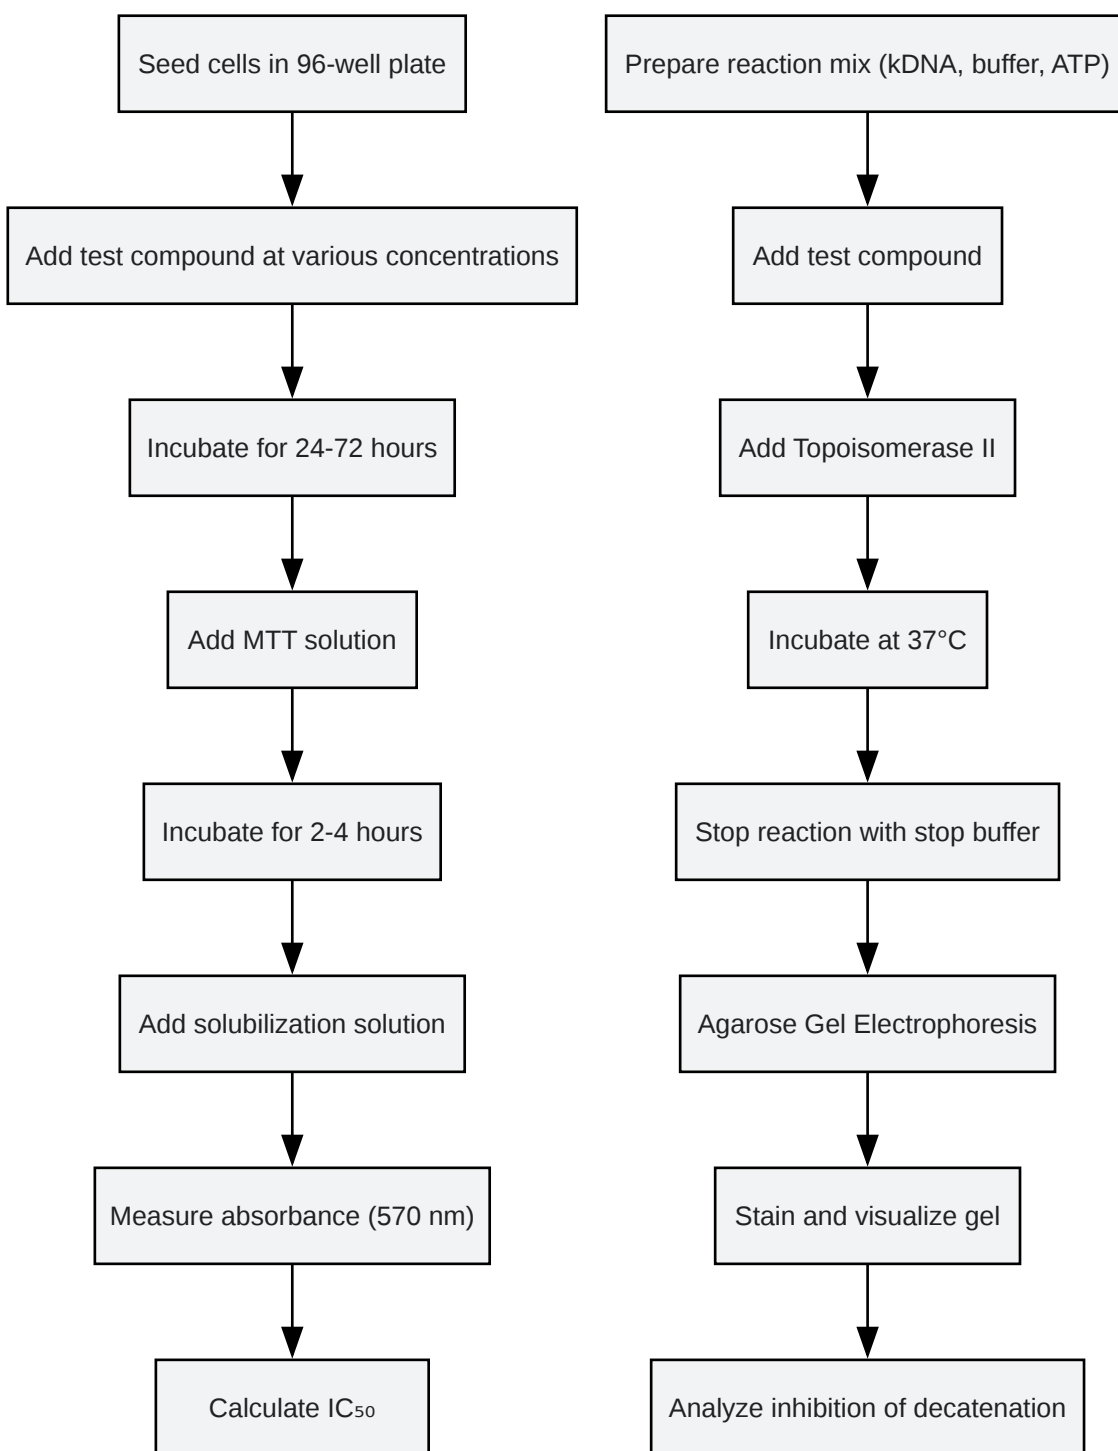 Seed cells in 96-well plate
Add test compound at various concentrations
Incubate for 24-72 hours
Add MTT solution
Incubate for 2-4 hours
Add solubilization solution
Measure absorbance (570 nm)
Calculate IC₅₀
Prepare reaction mix (kDNA, buffer, ATP)
Add test compound
Add Topoisomerase II
Incubate at 37°C
Stop reaction with stop buffer
Agarose Gel Electrophoresis
Stain and visualize gel
Analyze inhibition of decatenation